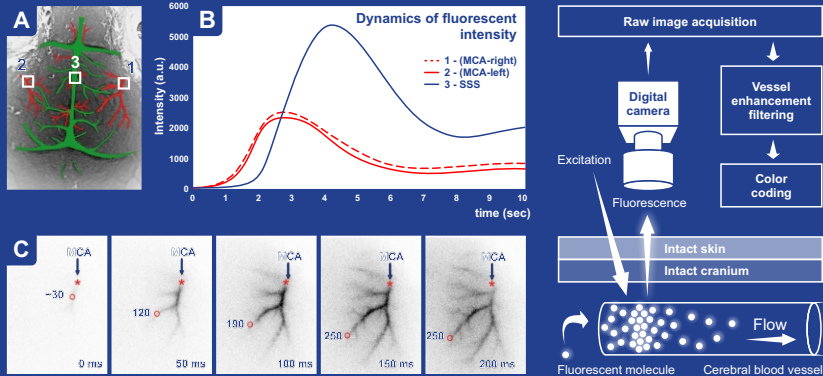 A
2
3
1
B
Dynamics of fluorescent
intensity
1 - (MCA-right)
2 - (MCA-left)
3 - SSS
Intensity (a.u.)
6000
5000
4000
3000
2000
1000
0
0 1 2 3 4 5 6 7 8 9 10
time (sec)
C
MCA
~30
0 ms
MCA
120
50 ms
MCA
190
100 ms
MCA
250
150 ms
MCA
250
200 ms
Raw image acquisition
Digital
camera
Vessel
enhancement
filtering
Color
coding
Excitation
Fluorescence
Intact skin
Intact cranium
Flow
Fluorescent molecule
Cerebral blood vessel